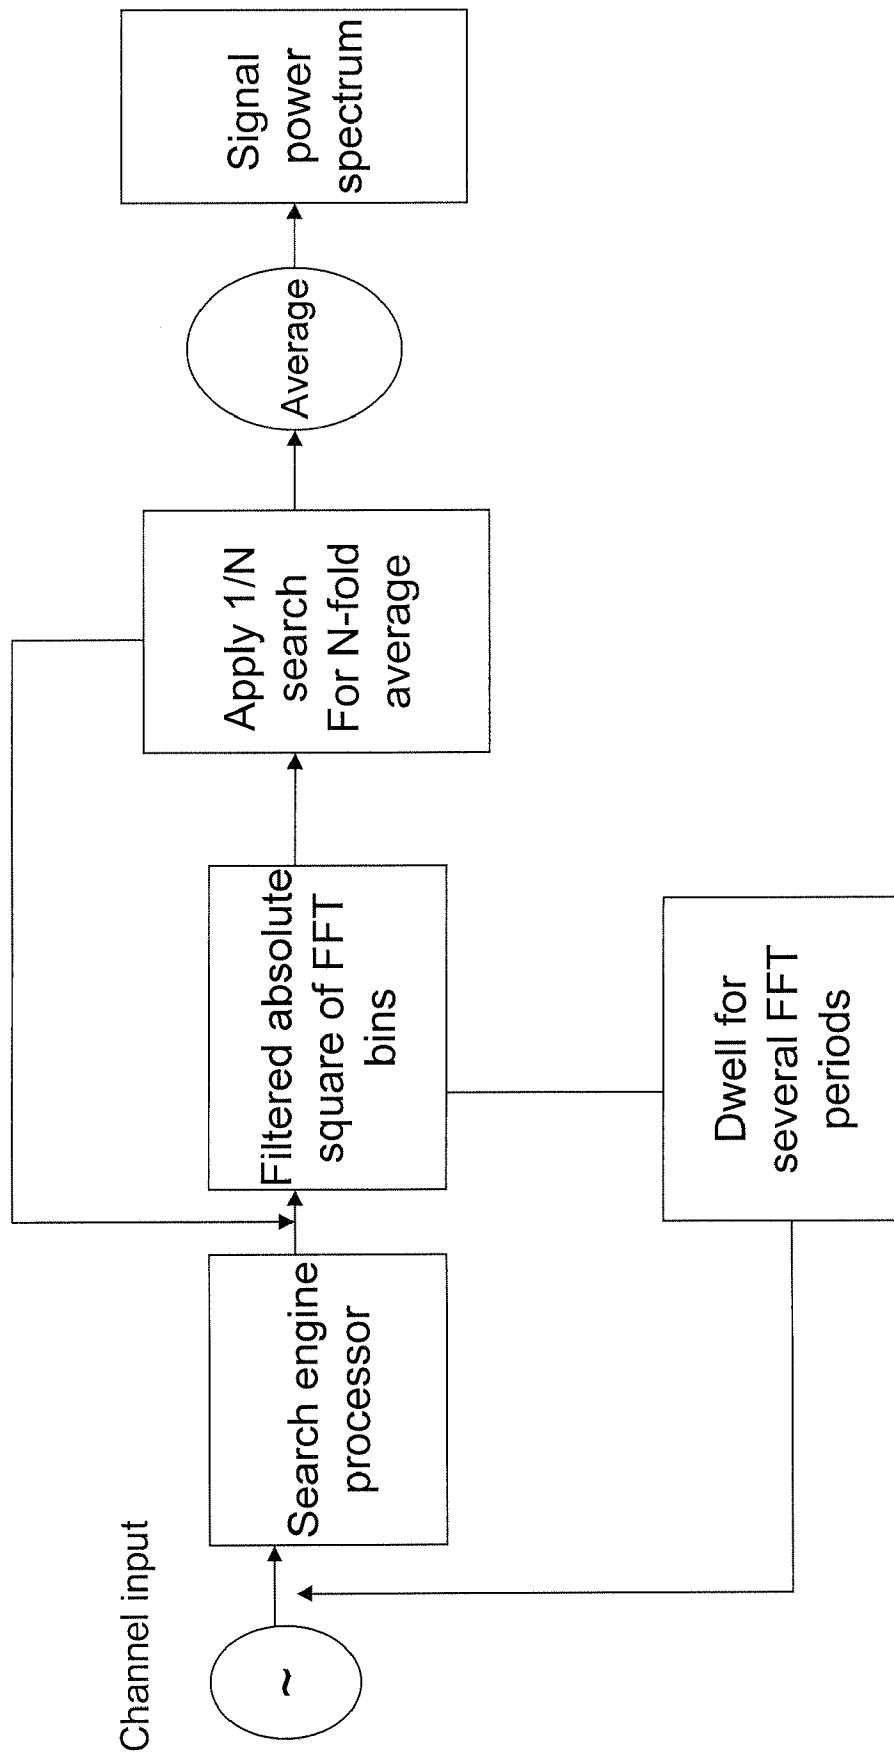 Channel input
~
Search engine
processor
Filtered absolute
square of FFT
bins
Dwell for
several FFT
periods
Apply 1/N
search
For N-fold
average
Average
Signal
power
spectrum